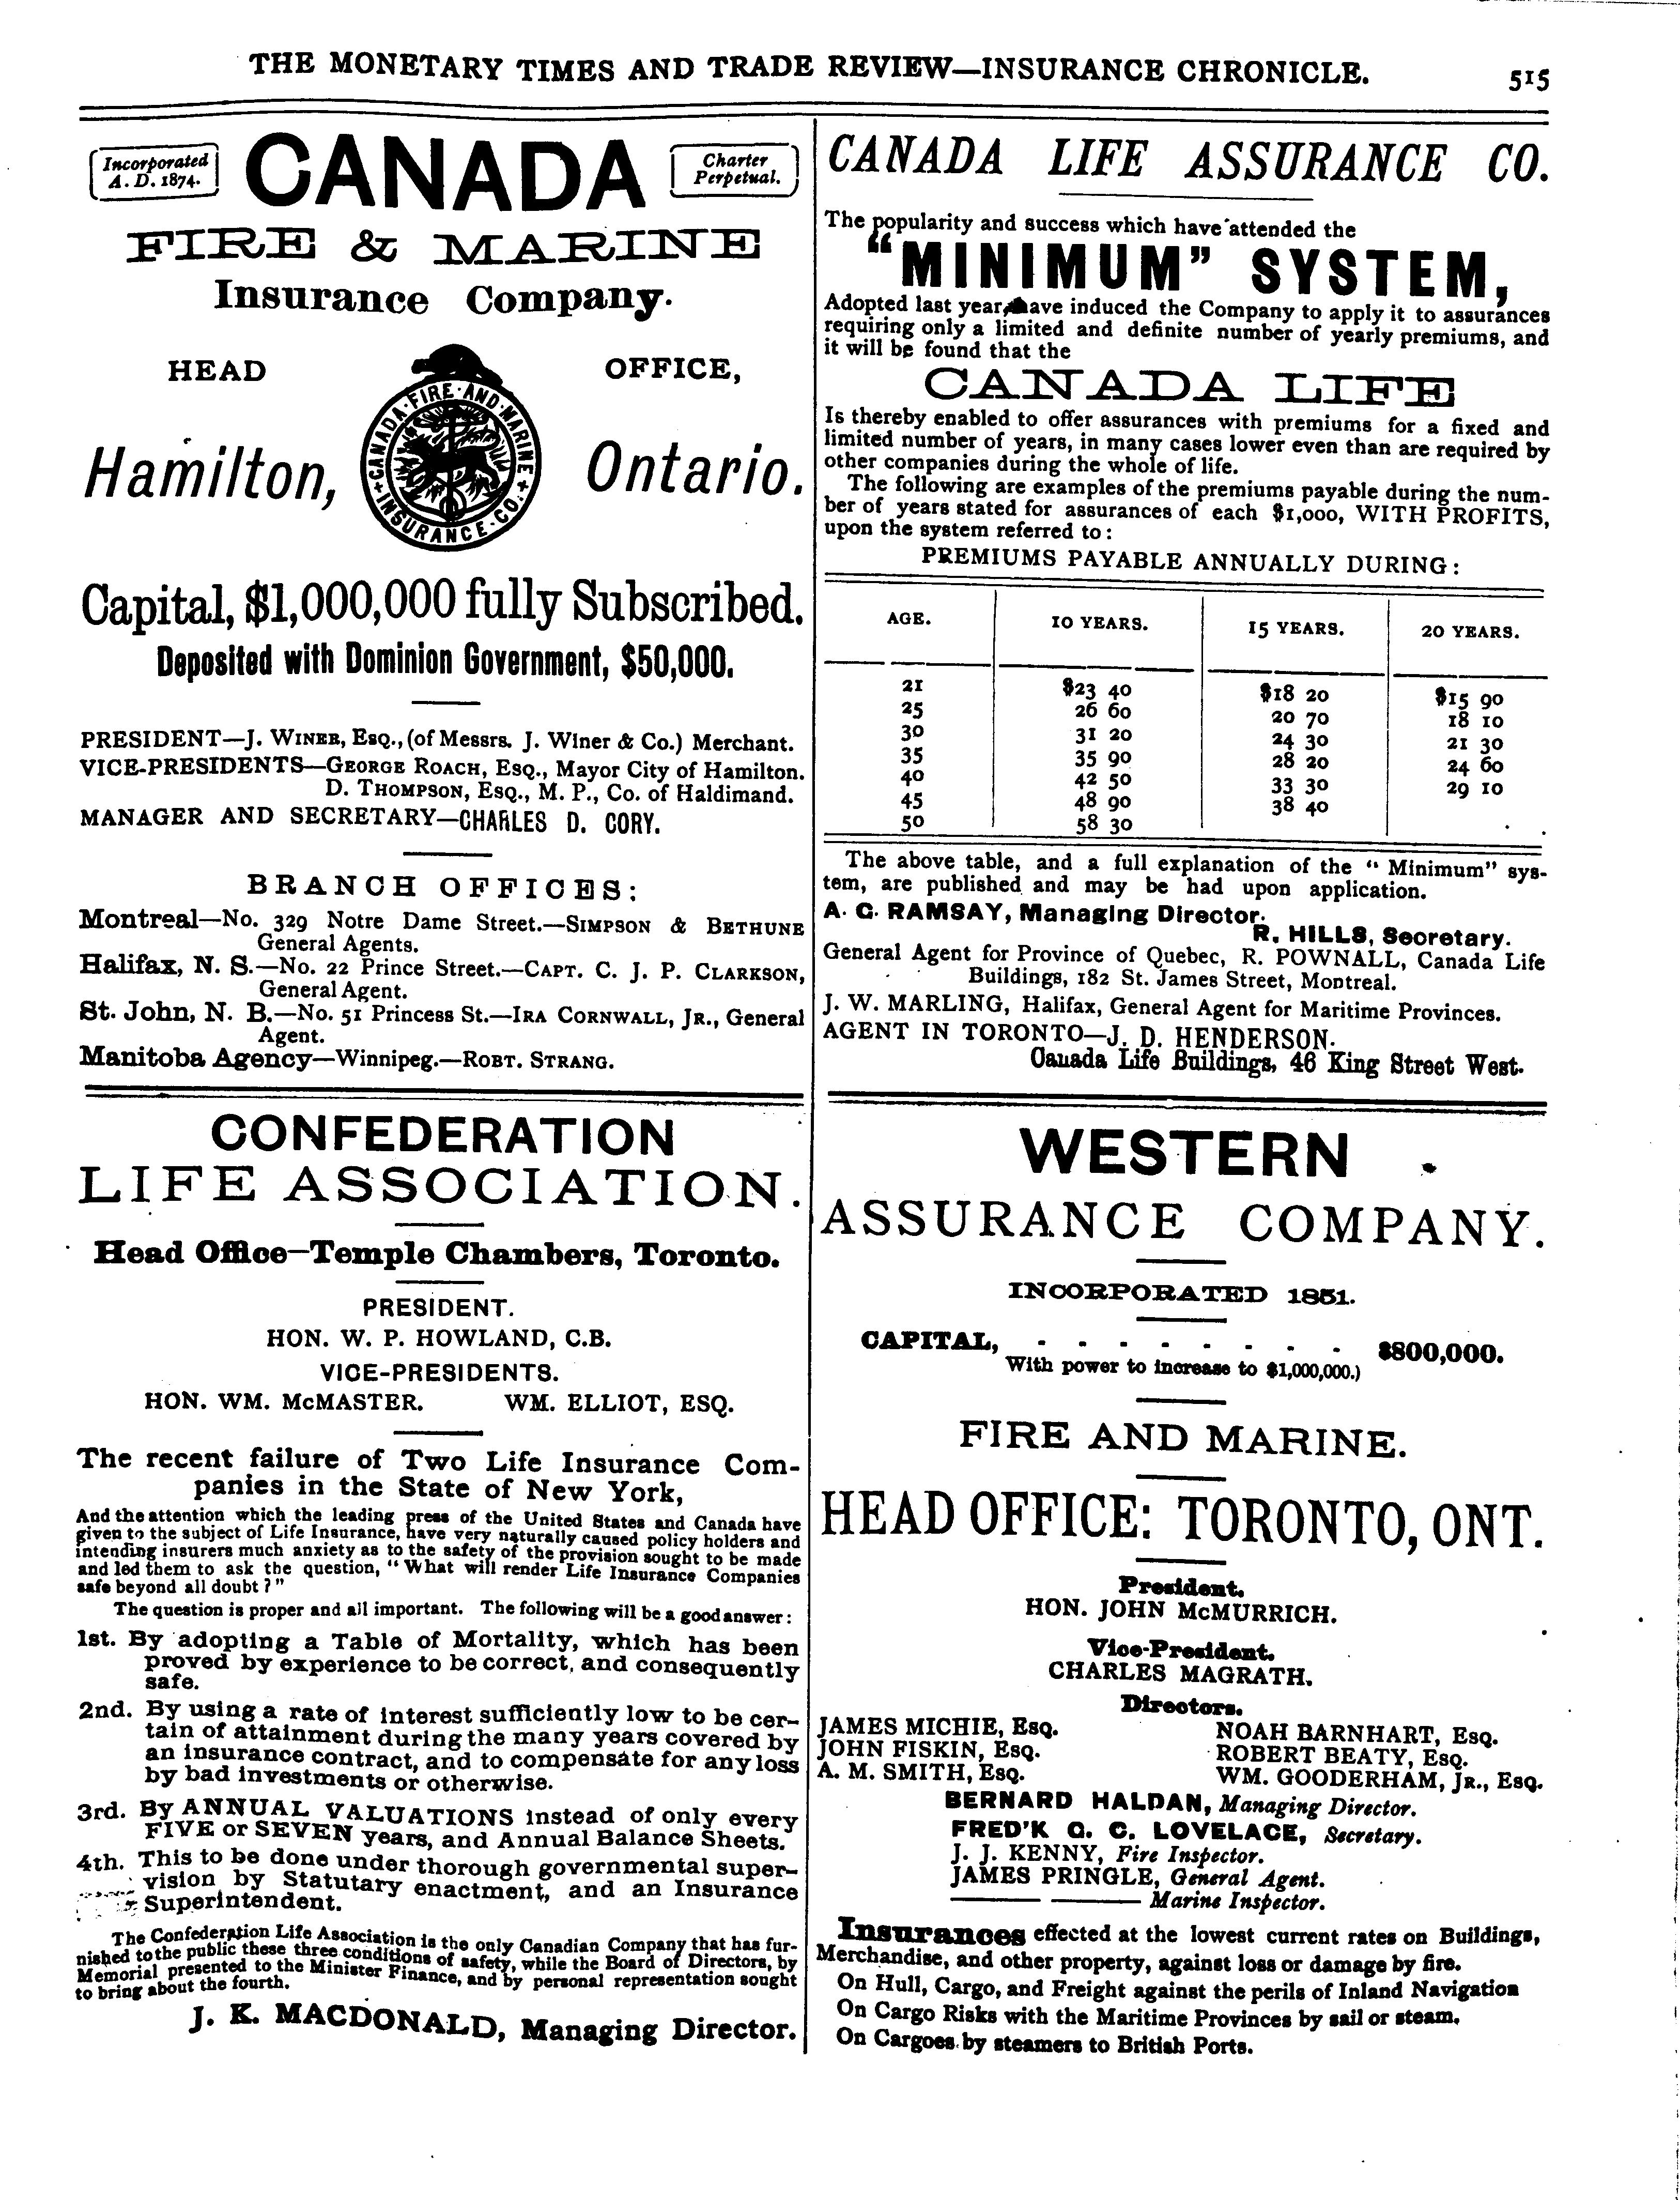 THE MONETARY TIMES AND TRADE REVIEW—INSURANCE CHRONICLE.
515
Incorporated
A. D. 1874.
CANADA
Charter
Perpetual.
FIRE & MARINE
Insurance Company.
HEAD OFFICE,
CANADA·FIRE·AND·MARINE+INSURANCE·CO.+
Hamilton, Ontario.
Capital, $1,000,000 fully Subscribed.
Deposited with Dominion Government, $50,000.
PRESIDENT—J. WINER, ESQ., (of Messrs. J. Winer & Co.) Merchant.
VICE-PRESIDENTS—GEORGE ROACH, ESQ., Mayor City of Hamilton.
D. THOMPSON, ESQ., M. P., Co. of Haldimand.
MANAGER AND SECRETARY—CHARLES D. CORY.
BRANCH OFFICES:
Montreal—No. 329 Notre Dame Street.—SIMPSON & BETHUNE
General Agents.
Halifax, N. S.—No. 22 Prince Street.—CAPT. C. J. P. CLARKSON,
General Agent.
St. John, N. B.—No. 51 Princess St.—IRA CORNWALL, JR., General
Agent.
Manitoba Agency—Winnipeg.—ROBT. STRANG.
CONFEDERATION
LIFE ASSOCIATION.
Head Office—Temple Chambers, Toronto.
PRESIDENT.
HON. W. P. HOWLAND, C.B.
VICE-PRESIDENTS.
HON. WM. McMASTER. WM. ELLIOT, ESQ.
The recent failure of Two Life Insurance Com-
panies in the State of New York,
And the attention which the leading press of the United States and Canada have
given to the subject of Life Insurance, have very naturally caused policy holders and
intending insurers much anxiety as to the safety of the provision sought to be made
and led them to ask the question, "What will render Life Insurance Companies
safe beyond all doubt?"
The question is proper and all important. The following will be a good answer:
1st. By adopting a Table of Mortality, which has been
proved by experience to be correct, and consequently
safe.
2nd. By using a rate of interest sufficiently low to be cer-
tain of attainment during the many years covered by
an insurance contract, and to compensate for any loss
by bad investments or otherwise.
3rd. By ANNUAL VALUATIONS instead of only every
FIVE or SEVEN years, and Annual Balance Sheets.
4th. This to be done under thorough governmental super-
vision by Statutary enactment, and an Insurance
Superintendent.
The Confederation Life Association is the only Canadian Company that has fur-
nished to the public these three conditions of safety, while the Board of Directors, by
Memorial presented to the Minister Finance, and by personal representation sought
to bring about the fourth.
J. K. MACDONALD, Managing Director.
CANADA LIFE ASSURANCE CO.
The popularity and success which have attended the
"MINIMUM" SYSTEM,
Adopted last year, have induced the Company to apply it to assurances
requiring only a limited and definite number of yearly premiums, and
it will be found that the
CANADA LIFE
Is thereby enabled to offer assurances with premiums for a fixed and
limited number of years, in many cases lower even than are required by
other companies during the whole of life.
The following are examples of the premiums payable during the num-
ber of years stated for assurances of each $1,000, WITH PROFITS,
upon the system referred to:
PREMIUMS PAYABLE ANNUALLY DURING:
AGE. 10 YEARS. 15 YEARS. 20 YEARS.
21 $23 40 $18 20 $15 90
25 26 60 20 70 18 10
30 31 20 24 30 21 30
35 35 90 28 20 24 60
40 42 50 33 30 29 10
45 48 90 38 40
50 58 30
The above table, and a full explanation of the "Minimum" sys-
tem, are published and may be had upon application.
A. G. RAMSAY, Managing Director.
R. HILLS, Secretary.
General Agent for Province of Quebec, R. POWNALL, Canada Life
Buildings, 182 St. James Street, Montreal.
J. W. MARLING, Halifax, General Agent for Maritime Provinces.
AGENT IN TORONTO—J. D. HENDERSON.
Canada Life Buildings, 46 King Street West.
WESTERN
ASSURANCE COMPANY.
INCORPORATED 1851.
CAPITAL, - - - - - - - - $800,000.
With power to increase to $1,000,000.)
FIRE AND MARINE.
HEAD OFFICE: TORONTO, ONT.
President.
HON. JOHN McMURRICH.
Vice-President.
CHARLES MAGRATH.
Directors.
JAMES MICHIE, ESQ. NOAH BARNHART, ESQ.
JOHN FISKIN, ESQ. ROBERT BEATY, ESQ.
A. M. SMITH, ESQ. WM. GOODERHAM, JR., ESQ.
BERNARD HALDAN, Managing Director.
FRED'K G. C. LOVELACE, Secretary.
J. J. KENNY, Fire Inspector.
JAMES PRINGLE, General Agent.
——— ——— Marine Inspector.
Insurances effected at the lowest current rates on Buildings,
Merchandise, and other property, against loss or damage by fire.
On Hull, Cargo, and Freight against the perils of Inland Navigation
On Cargo Risks with the Maritime Provinces by sail or steam.
On Cargoes by steamers to British Ports.